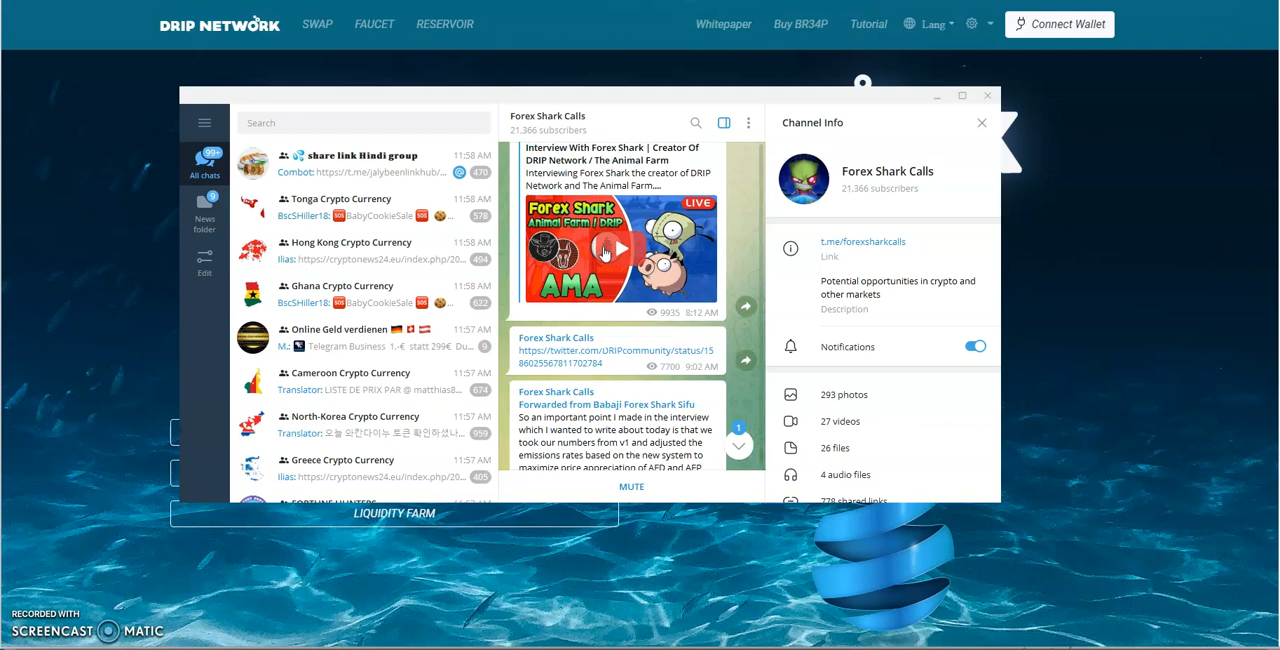 DRIP NETWORK
SWAP
FAUCET
RESERVOIR
Whitepaper
Buy BR34P
Tutorial
Lang
Connect Wallet
99+
All chats
9
News
folder
Edit
Search
share link Hindi group
11:58 AM
Combot: https://t.me/jalybeenlinkhub/...
470
Tonga Crypto Currency
11:58 AM
BscSHiller18: 🆘BabyCookieSale 🆘 🍪...
578
Hong Kong Crypto Currency
11:58 AM
Ilias: https://cryptonews24.eu/index.php/20...
494
Ghana Crypto Currency
11:58 AM
BscSHiller18: 🆘BabyCookieSale 🆘 🍪...
622
Online Geld verdienen
11:57 AM
M.: Telegram Business 1.-€ statt 299€ Du...
9
Cameroon Crypto Currency
11:57 AM
Translator: LISTE DE PRIX PAR @ matthias8...
674
North-Korea Crypto Currency
11:57 AM
Translator: 오늘 와칸다이누 토큰 확인하셨나...
959
Greece Crypto Currency
11:57 AM
Ilias: https://cryptonews24.eu/index.php/20...
405
FORTUNE HUNTERS
11:57 AM
Forex Shark Calls
21,366 subscribers
Interview With Forex Shark | Creator Of
DRIP Network / The Animal Farm
Interviewing Forex Shark the creator of DRIP
Network and The Animal Farm....
Forex Shark
Animal Farm / DRIP
LIVE
AMA
9935 8:12 AM
Forex Shark Calls
https://twitter.com/DRIPcommunity/status/15
86025567811702784
7700 9:02 AM
Forex Shark Calls
Forwarded from Babaji Forex Shark Sifu
So an important point I made in the interview
which I wanted to write about today is that we
took our numbers from v1 and adjusted the
emissions rates based on the new system to
maximize price appreciation of AFD and AFP
1
MUTE
Channel Info
Forex Shark Calls
21,366 subscribers
t.me/forexsharkcalls
Link
Potential opportunities in crypto and
other markets
Description
Notifications
293 photos
27 videos
26 files
4 audio files
778 shared links
LIQUIDITY FARM
RECORDED WITH
SCREENCAST MATIC